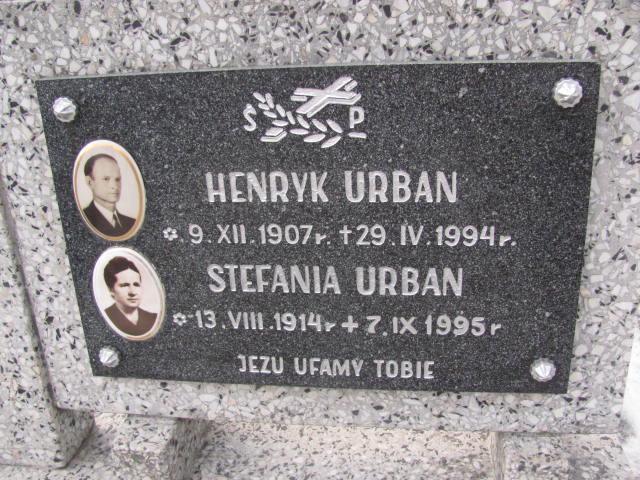 Ś P
HENRYK URBAN
*. 9. XII. 1907r. † 29. IV. 1994r.
STEFANIA URBAN
* 13. VIII. 1914r + 7. IX 1995r
JEZU UFAMY TOBIE